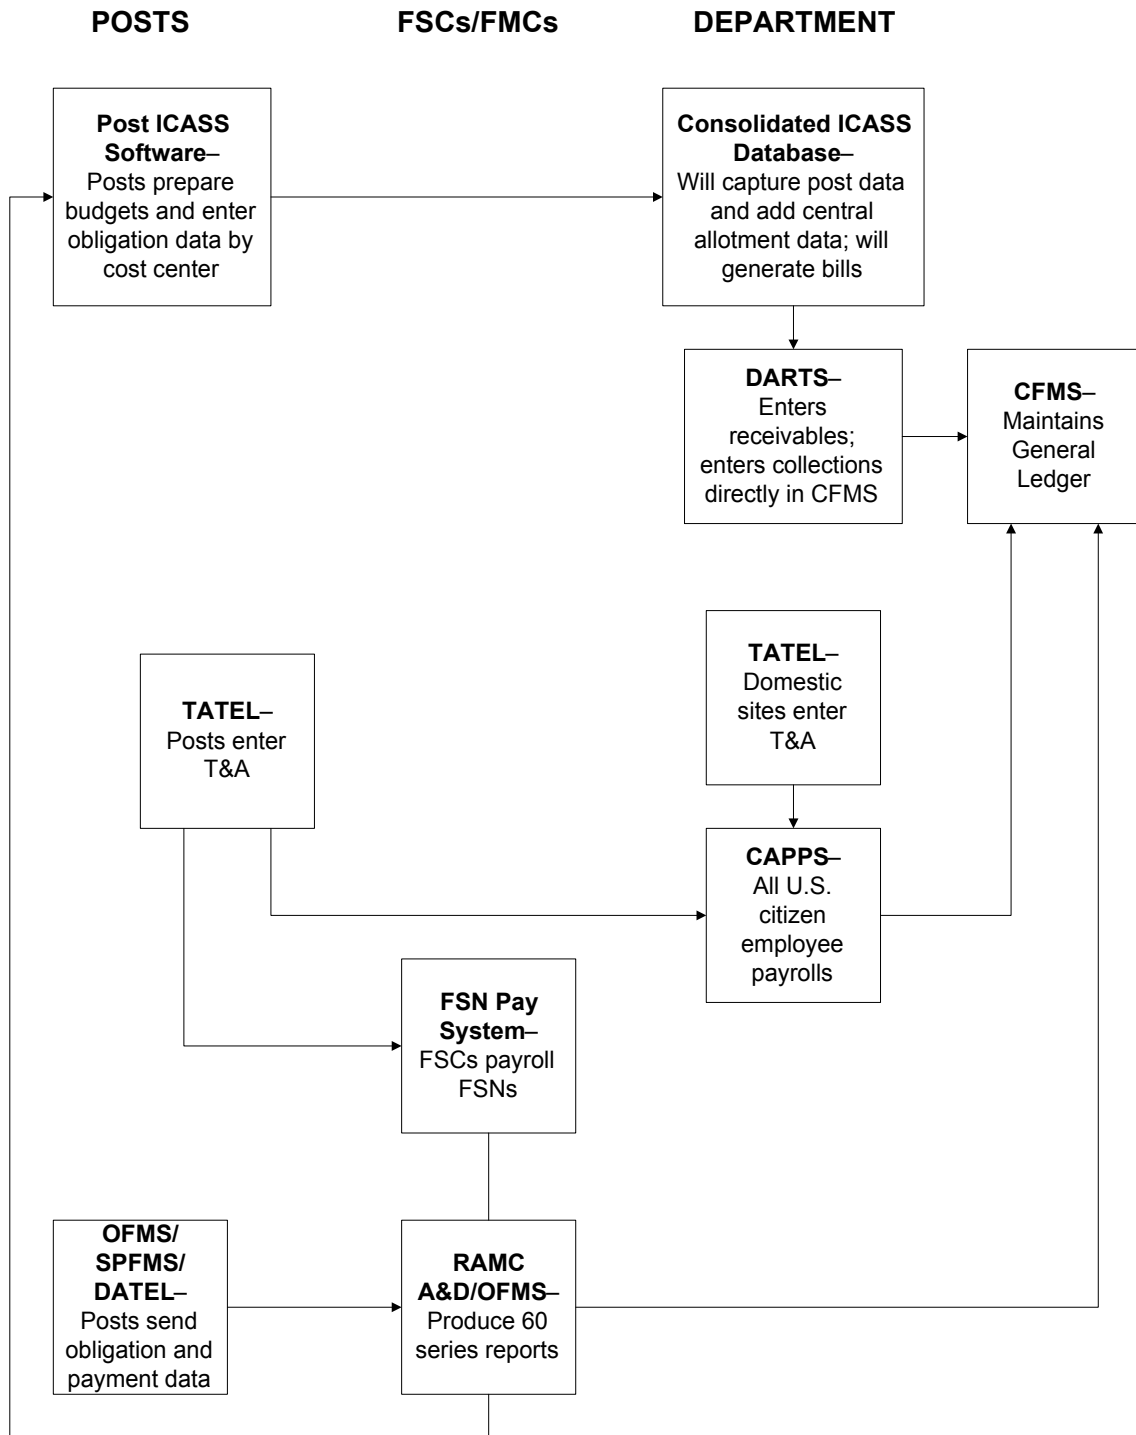 POSTS
FSCs/FMCs
DEPARTMENT
Post ICASS
Software–
Posts prepare
budgets and enter
obligation data by
cost center
Consolidated ICASS
Database–
Will capture post data
and add central
allotment data; will
generate bills
DARTS–
Enters
receivables;
enters collections
directly in CFMS
CFMS–
Maintains
General
Ledger
TATEL–
Posts enter
T&A
TATEL–
Domestic
sites enter
T&A
CAPPS–
All U.S.
citizen
employee
payrolls
FSN Pay
System–
FSCs payroll
FSNs
OFMS/
SPFMS/
DATEL–
Posts send
obligation and
payment data
RAMC
A&D/OFMS–
Produce 60
series reports